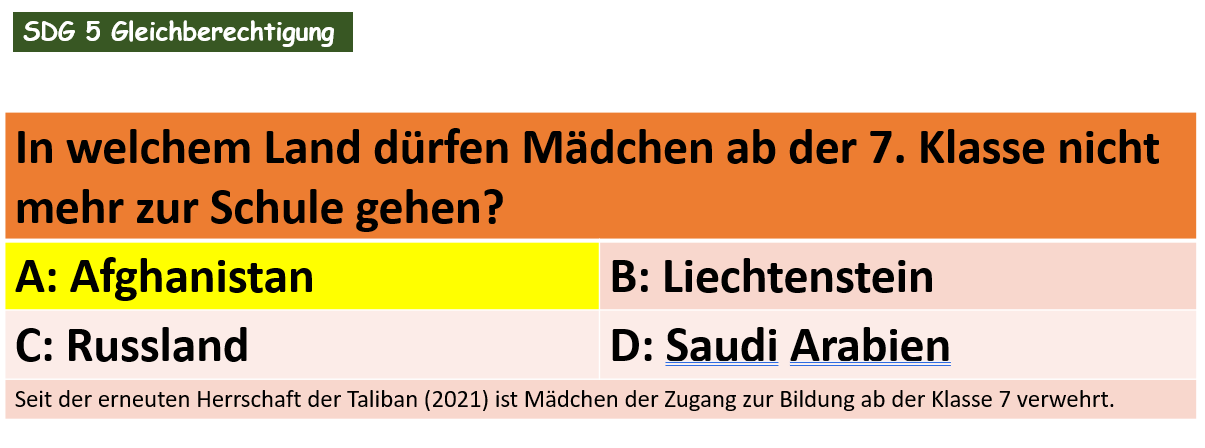 SDG 5 Gleichberechtigung
In welchem Land dürfen Mädchen ab der 7. Klasse nicht
mehr zur Schule gehen?
A: Afghanistan
B: Liechtenstein
C: Russland
D: Saudi Arabien
Seit der erneuten Herrschaft der Taliban (2021) ist Mädchen der Zugang zur Bildung ab der Klasse 7 verwehrt.